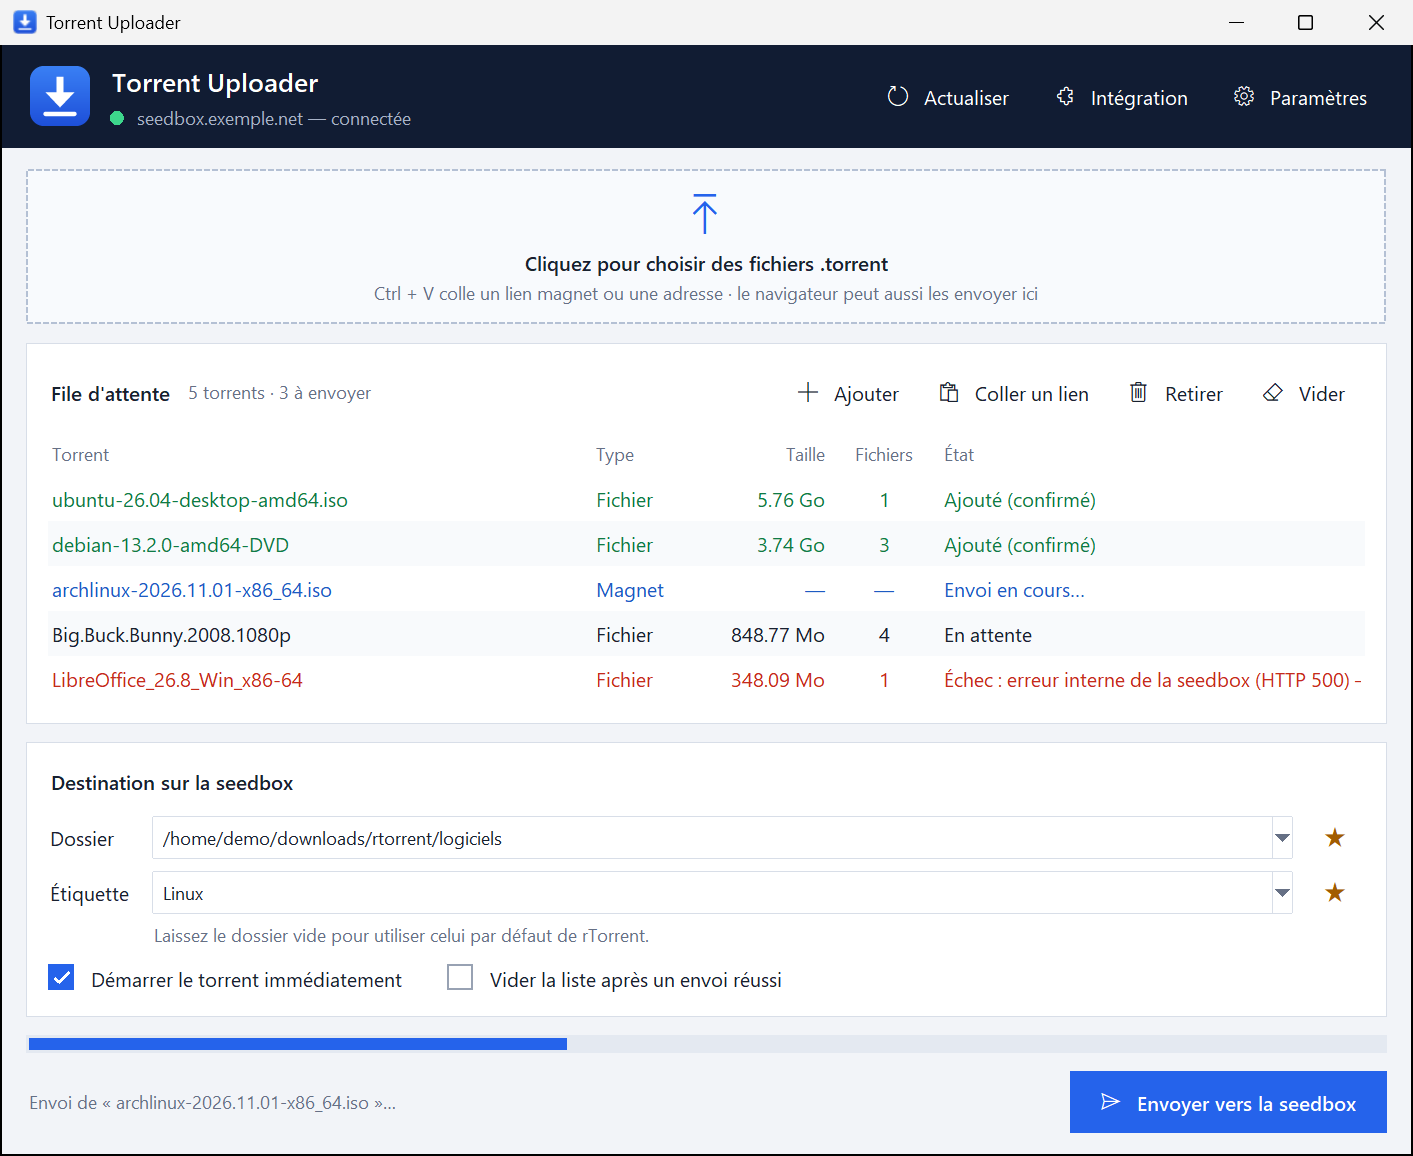 Torrent Uploader
Torrent Uploader
seedbox.exemple.net — connectée
Actualiser
Intégration
Paramètres
Cliquez pour choisir des fichiers .torrent
Ctrl + V colle un lien magnet ou une adresse · le navigateur peut aussi les envoyer ici
File d'attente 5 torrents · 3 à envoyer
Ajouter
Coller un lien
Retirer
Vider
Torrent Type Taille Fichiers État
ubuntu-26.04-desktop-amd64.iso Fichier 5.76 Go 1 Ajouté (confirmé)
debian-13.2.0-amd64-DVD Fichier 3.74 Go 3 Ajouté (confirmé)
archlinux-2026.11.01-x86_64.iso Magnet — — Envoi en cours...
Big.Buck.Bunny.2008.1080p Fichier 848.77 Mo 4 En attente
LibreOffice_26.8_Win_x86-64 Fichier 348.09 Mo 1 Échec : erreur interne de la seedbox (HTTP 500) -
Destination sur la seedbox
Dossier /home/demo/downloads/rtorrent/logiciels
Étiquette Linux
Laissez le dossier vide pour utiliser celui par défaut de rTorrent.
Démarrer le torrent immédiatement
Vider la liste après un envoi réussi
Envoi de « archlinux-2026.11.01-x86_64.iso »...
Envoyer vers la seedbox